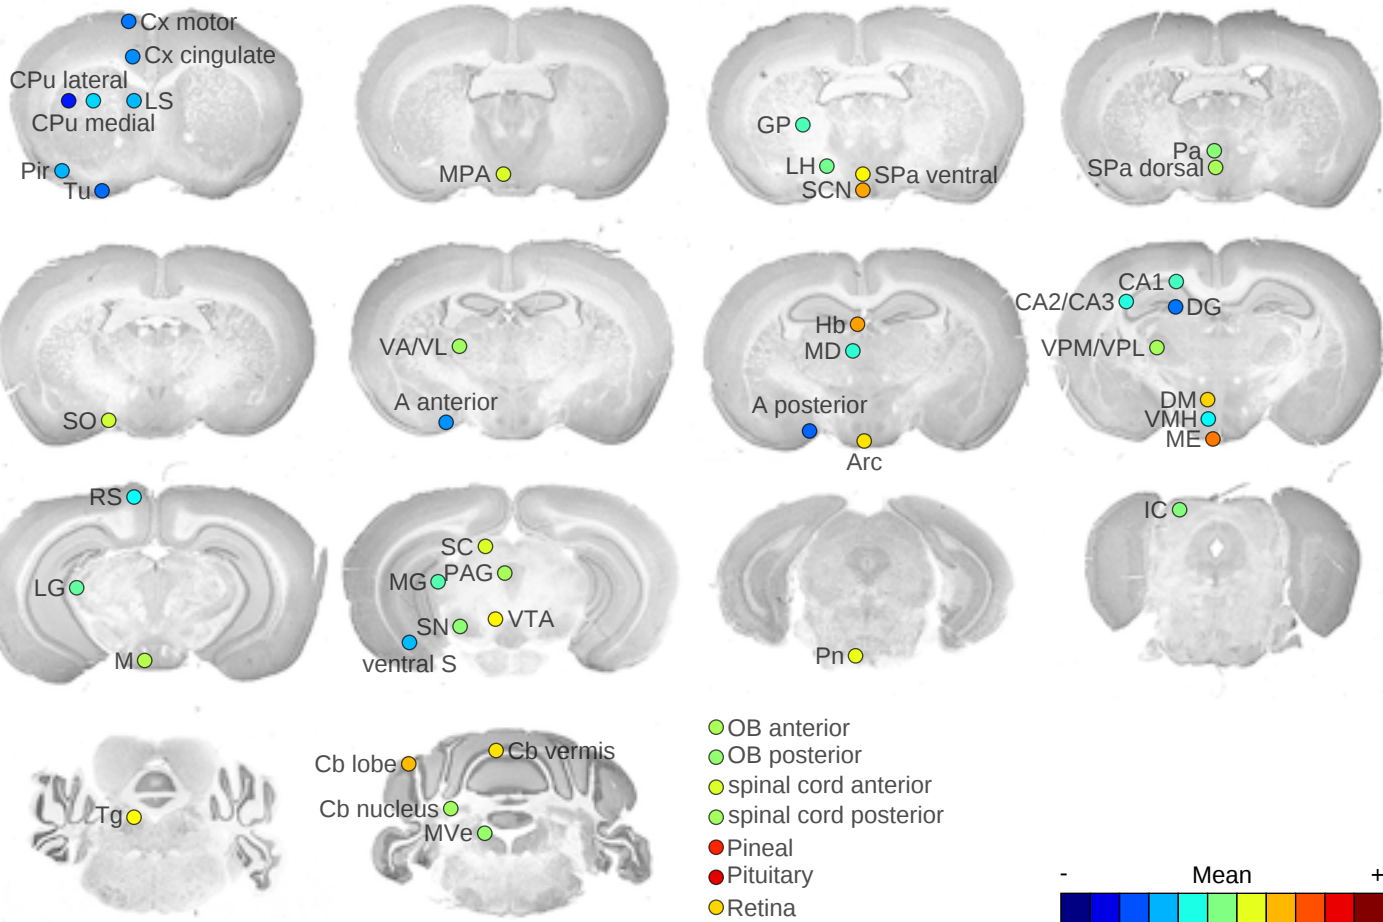 Cx motor
Cx cingulate
CPu lateral
LS
CPu medial
Pir
Tu
MPA
GP
LH
SPa ventral
SCN
Pa
SPa dorsal
SO
VA/VL
A anterior
Hb
MD
A posterior
Arc
CA1
CA2/CA3
DG
VPM/VPL
DM
VMH
ME
RS
LG
M
SC
MG
PAG
SN
VTA
ventral S
Pn
IC
Tg
Cb lobe
Cb vermis
Cb nucleus
MVe
OB anterior
OB posterior
spinal cord anterior
spinal cord posterior
Pineal
Pituitary
Retina
- Mean +